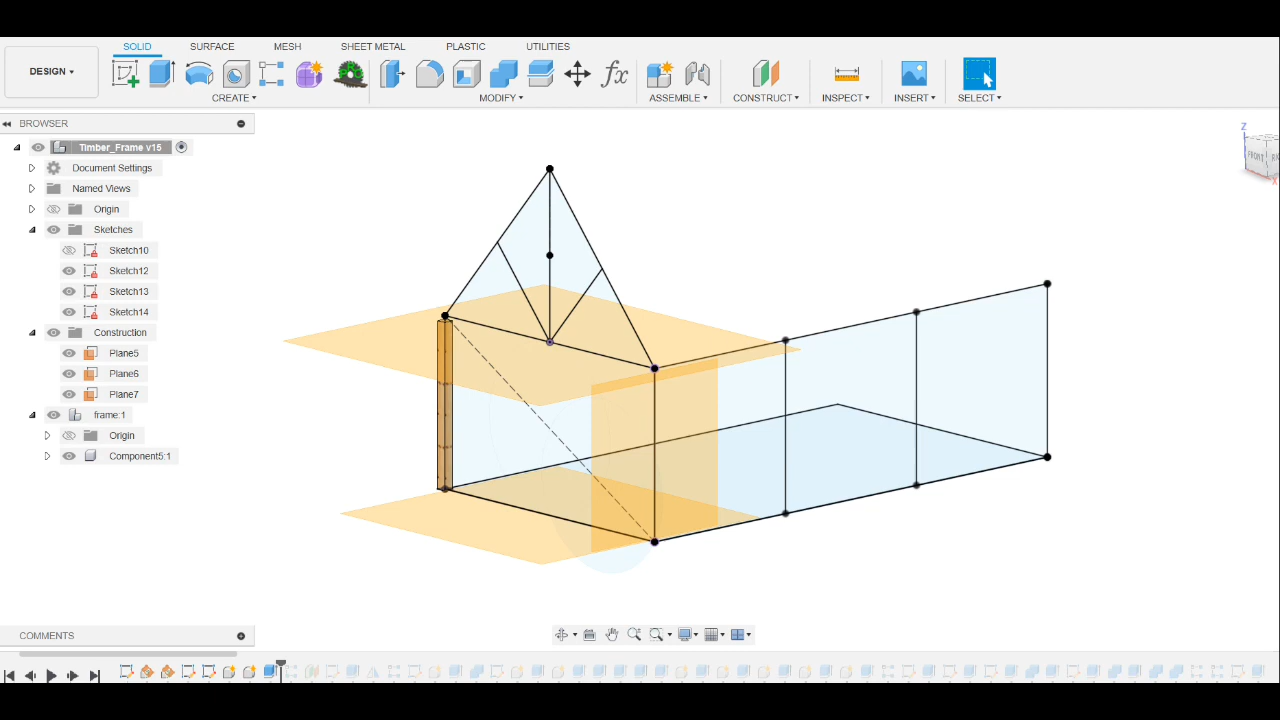 SOLID SURFACE MESH SHEET METAL PLASTIC UTILITIES
DESIGN
fx
CREATE MODIFY ASSEMBLE CONSTRUCT INSPECT INSERT SELECT
BROWSER
Timber_Frame v15
Document Settings
Named Views
Origin
Sketches
Sketch10
Sketch12
Sketch13
Sketch14
Construction
Plane5
Plane6
Plane7
frame:1
Origin
Component5:1
Z
FRONT
X
COMMENTS